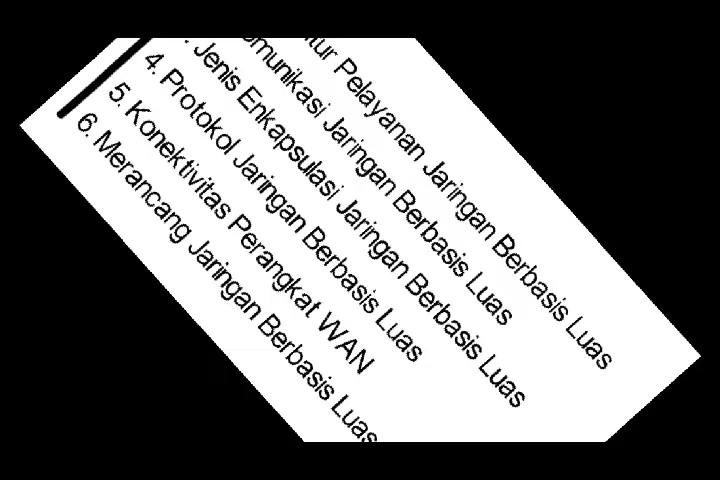 Pelayanan Jaringan Berbasis Luas
Jaringan Berbasis Luas
Jenis Enkapsulasi Jaringan Berbasis Luas
4. Protokol Jaringan Berbasis Luas
5. Konektivitas Perangkat WAN
6. Merancang Jaringan Berbasis Luas